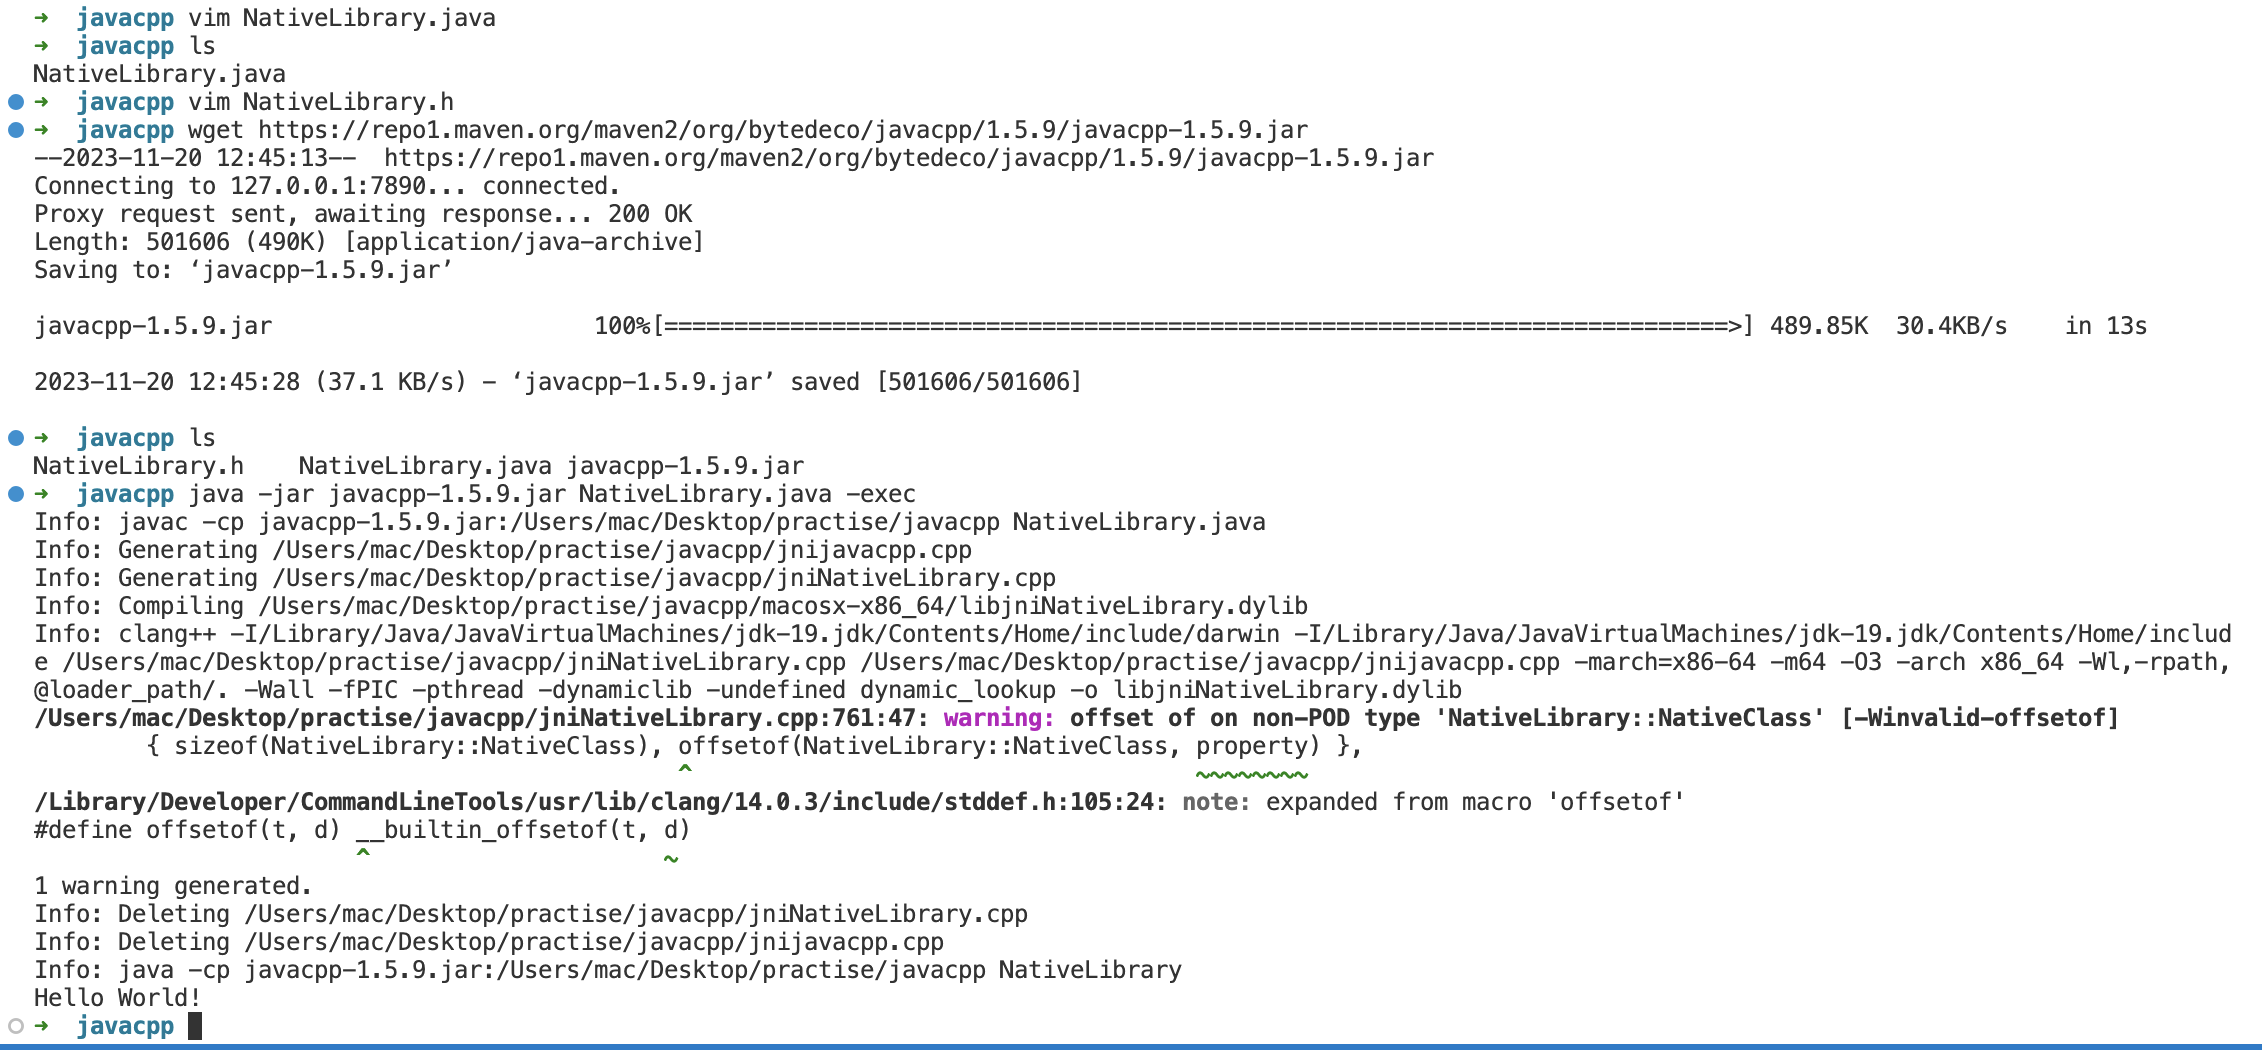 ➜  javacpp vim NativeLibrary.java
➜  javacpp ls
NativeLibrary.java
➜  javacpp vim NativeLibrary.h
➜  javacpp wget https://repo1.maven.org/maven2/org/bytedeco/javacpp/1.5.9/javacpp-1.5.9.jar
--2023-11-20 12:45:13--  https://repo1.maven.org/maven2/org/bytedeco/javacpp/1.5.9/javacpp-1.5.9.jar
Connecting to 127.0.0.1:7890... connected.
Proxy request sent, awaiting response... 200 OK
Length: 501606 (490K) [application/java-archive]
Saving to: ‘javacpp-1.5.9.jar’
javacpp-1.5.9.jar                       100%[============================================================================>] 489.85K  30.4KB/s    in 13s
2023-11-20 12:45:28 (37.1 KB/s) - ‘javacpp-1.5.9.jar’ saved [501606/501606]
➜  javacpp ls
NativeLibrary.h    NativeLibrary.java javacpp-1.5.9.jar
➜  javacpp java -jar javacpp-1.5.9.jar NativeLibrary.java -exec
Info: javac -cp javacpp-1.5.9.jar:/Users/mac/Desktop/practise/javacpp NativeLibrary.java
Info: Generating /Users/mac/Desktop/practise/javacpp/jnijavacpp.cpp
Info: Generating /Users/mac/Desktop/practise/javacpp/jniNativeLibrary.cpp
Info: Compiling /Users/mac/Desktop/practise/javacpp/macosx-x86_64/libjniNativeLibrary.dylib
Info: clang++ -I/Library/Java/JavaVirtualMachines/jdk-19.jdk/Contents/Home/include/darwin -I/Library/Java/JavaVirtualMachines/jdk-19.jdk/Contents/Home/includ
e /Users/mac/Desktop/practise/javacpp/jniNativeLibrary.cpp /Users/mac/Desktop/practise/javacpp/jnijavacpp.cpp -march=x86-64 -m64 -O3 -arch x86_64 -Wl,-rpath,
@loader_path/. -Wall -fPIC -pthread -dynamiclib -undefined dynamic_lookup -o libjniNativeLibrary.dylib
/Users/mac/Desktop/practise/javacpp/jniNativeLibrary.cpp:761:47: warning: offset of on non-POD type 'NativeLibrary::NativeClass' [-Winvalid-offsetof]
        { sizeof(NativeLibrary::NativeClass), offsetof(NativeLibrary::NativeClass, property) },
                                              ^                                    ~~~~~~~~
/Library/Developer/CommandLineTools/usr/lib/clang/14.0.3/include/stddef.h:105:24: note: expanded from macro 'offsetof'
#define offsetof(t, d) __builtin_offsetof(t, d)
                       ^                     ~
1 warning generated.
Info: Deleting /Users/mac/Desktop/practise/javacpp/jniNativeLibrary.cpp
Info: Deleting /Users/mac/Desktop/practise/javacpp/jnijavacpp.cpp
Info: java -cp javacpp-1.5.9.jar:/Users/mac/Desktop/practise/javacpp NativeLibrary
Hello World!
➜  javacpp